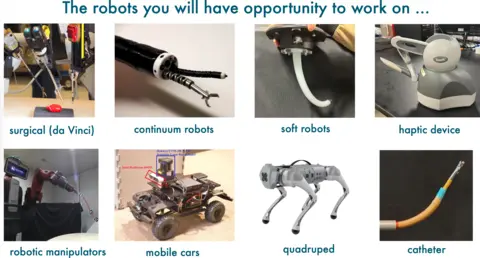 The robots you will have opportunity to work on ...
surgical (da Vinci)
continuum robots
soft robots
haptic device
robotic manipulators
mobile cars
quadruped
catheter